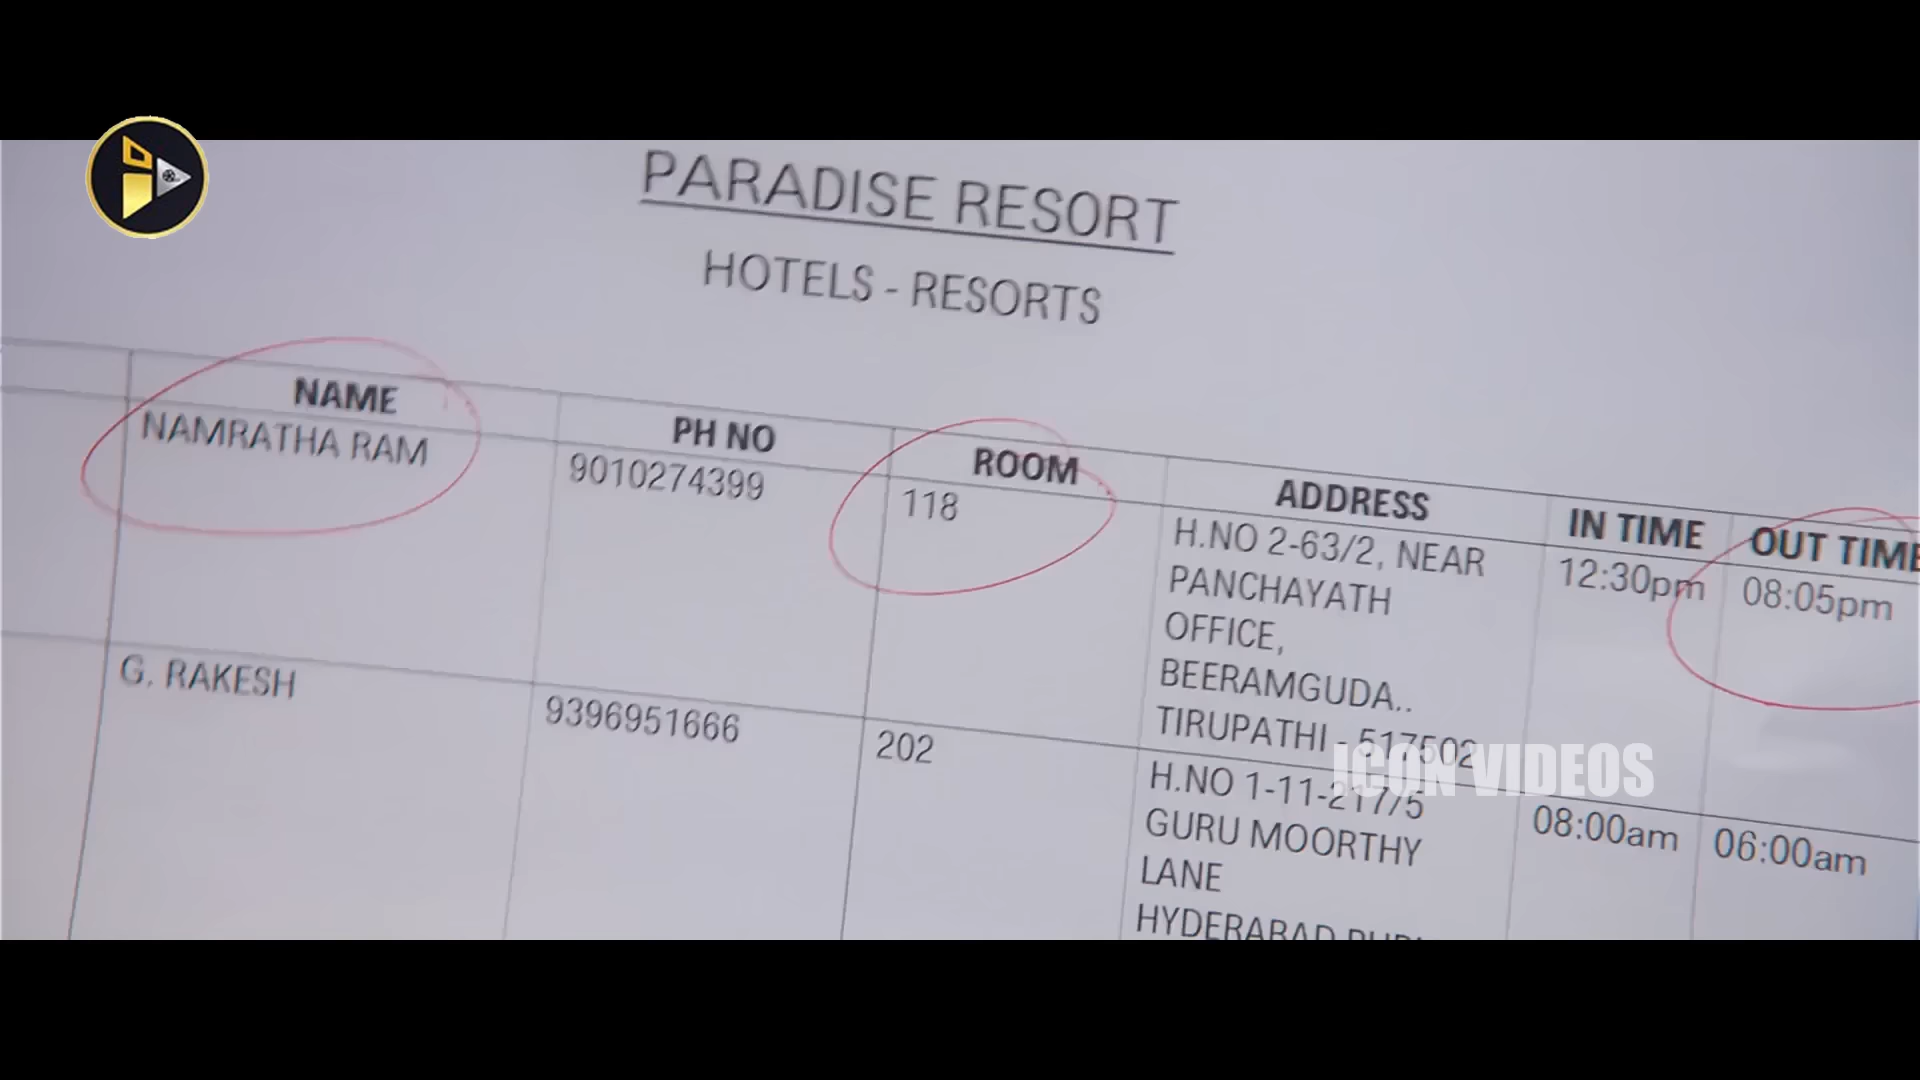 PARADISE RESORT
HOTELS - RESORTS
NAME
PH NO
ROOM
ADDRESS
IN TIME
OUT TIME
NAMRATHA RAM
9010274399
118
H.NO 2-63/2, NEAR
PANCHAYATH
OFFICE,
BEERAMGUDA..
TIRUPATHI - 517502
12:30pm
08:05pm
G. RAKESH
9396951666
202
H.NO 1-11-217/5
GURU MOORTHY
LANE
HYDERABAD
08:00am
06:00am
ICON VIDEOS